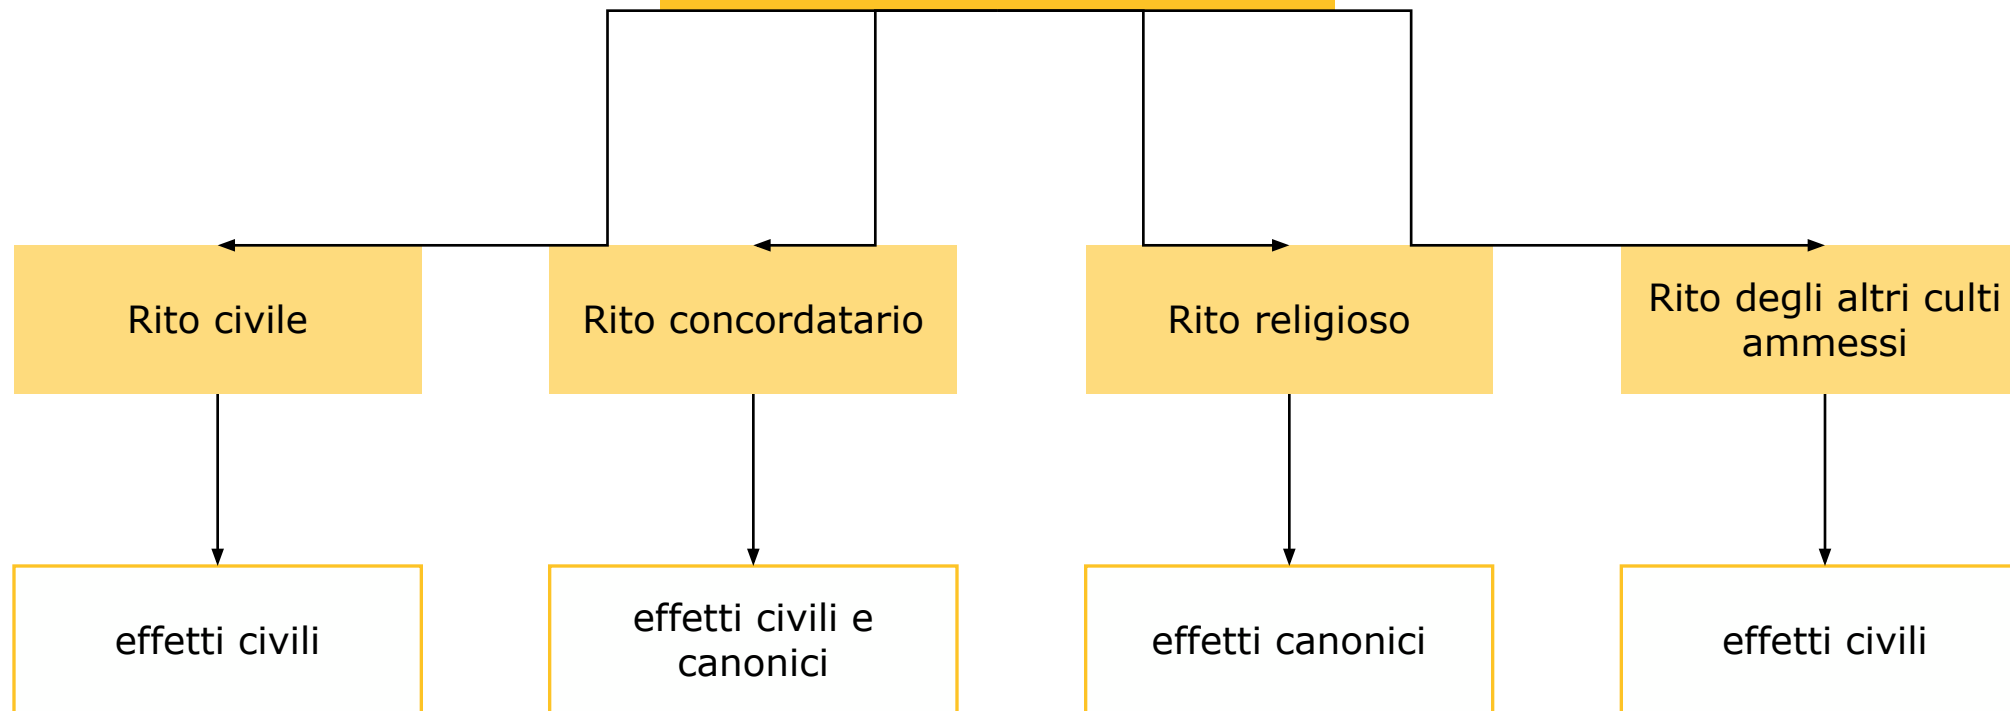 Rito civile
Rito concordatario
Rito religioso
Rito degli altri culti
ammessi
effetti civili
effetti civili e
canonici
effetti canonici
effetti civili